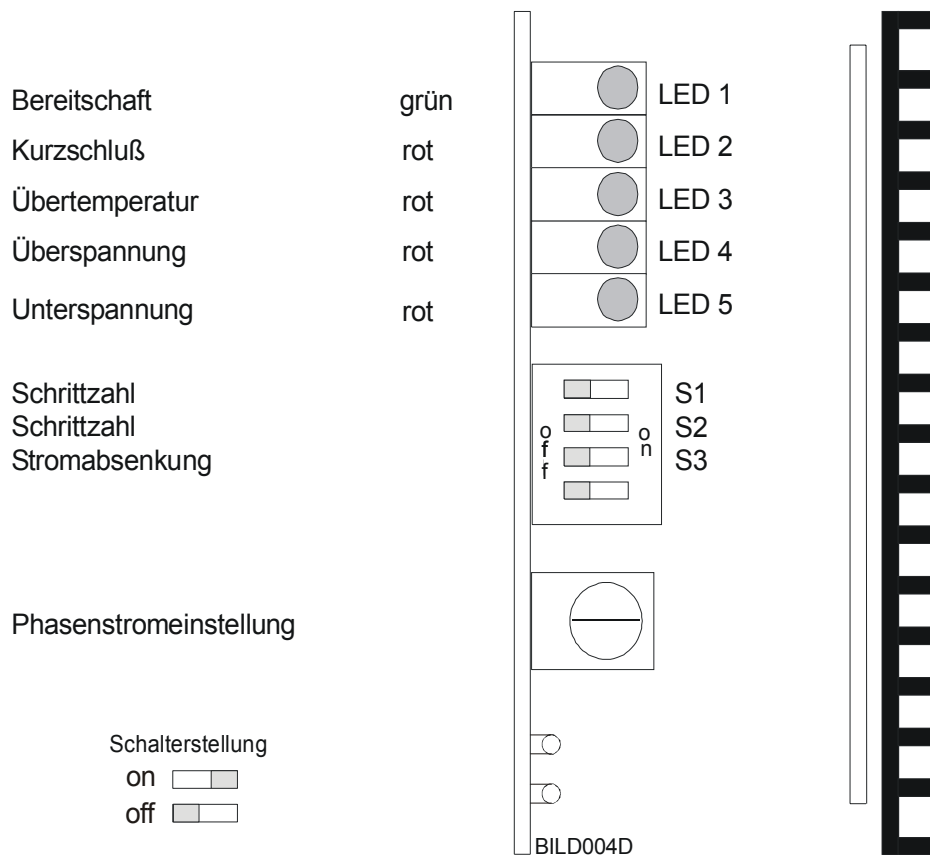 Bereitschaft grün LED 1
Kurzschluß rot LED 2
Übertemperatur rot LED 3
Überspannung rot LED 4
Unterspannung rot LED 5
Schrittzahl S1
Schrittzahl S2
Stromabsenkung S3
off
on
Phasenstromeinstellung
Schalterstellung
on
off
BILD004D